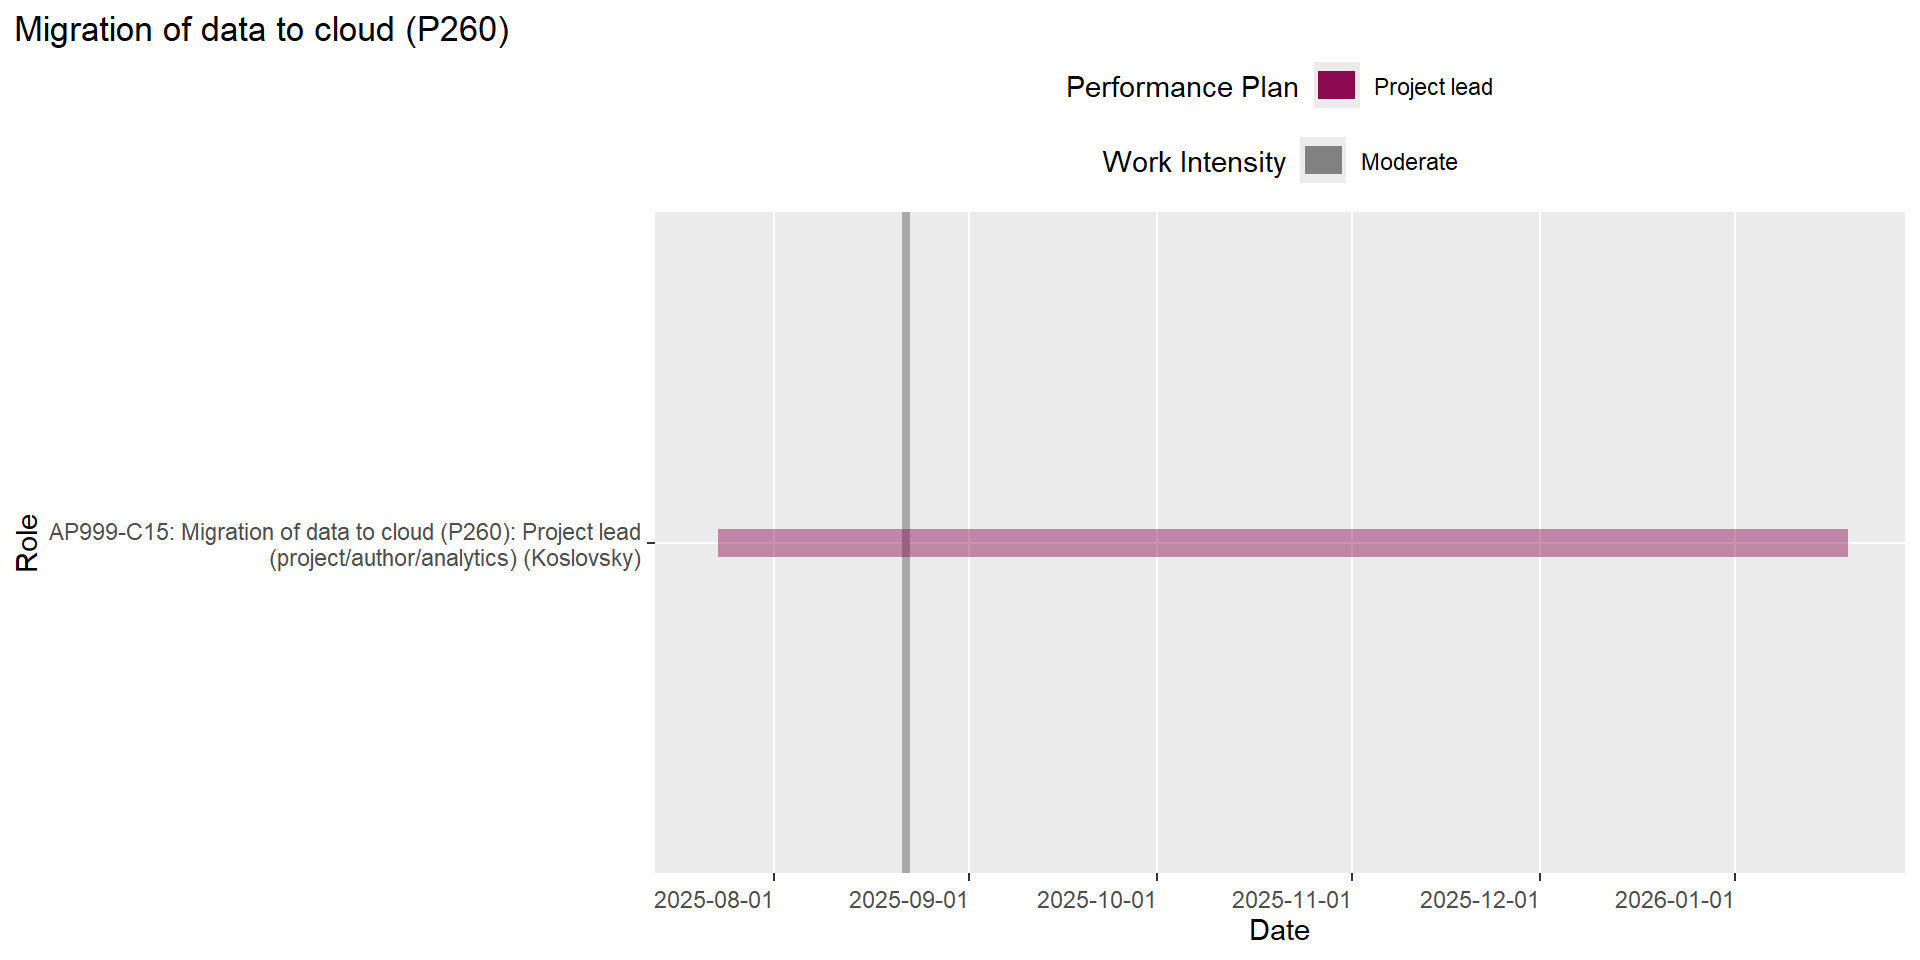 Migration of data to cloud (P260)
Performance Plan Project lead
Work Intensity Moderate
Role
AP999-C15: Migration of data to cloud (P260): Project lead
(project/author/analytics) (Koslovsky)
2025-08-01 2025-09-01 2025-10-01 2025-11-01 2025-12-01 2026-01-01
Date